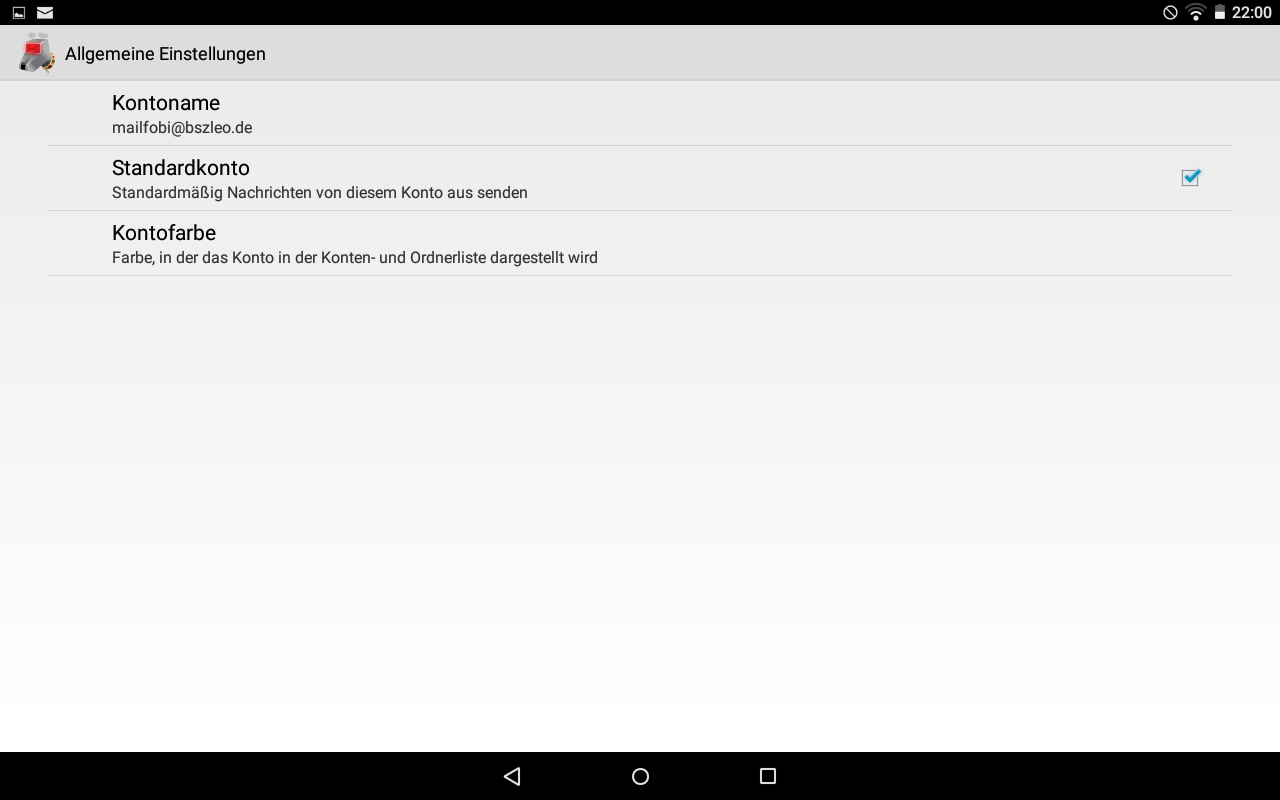 22:00
Allgemeine Einstellungen
Kontoname
mailfobi@bszleo.de
Standardkonto
Standardmäßig Nachrichten von diesem Konto aus senden
Kontofarbe
Farbe, in der das Konto in der Konten- und Ordnerliste dargestellt wird